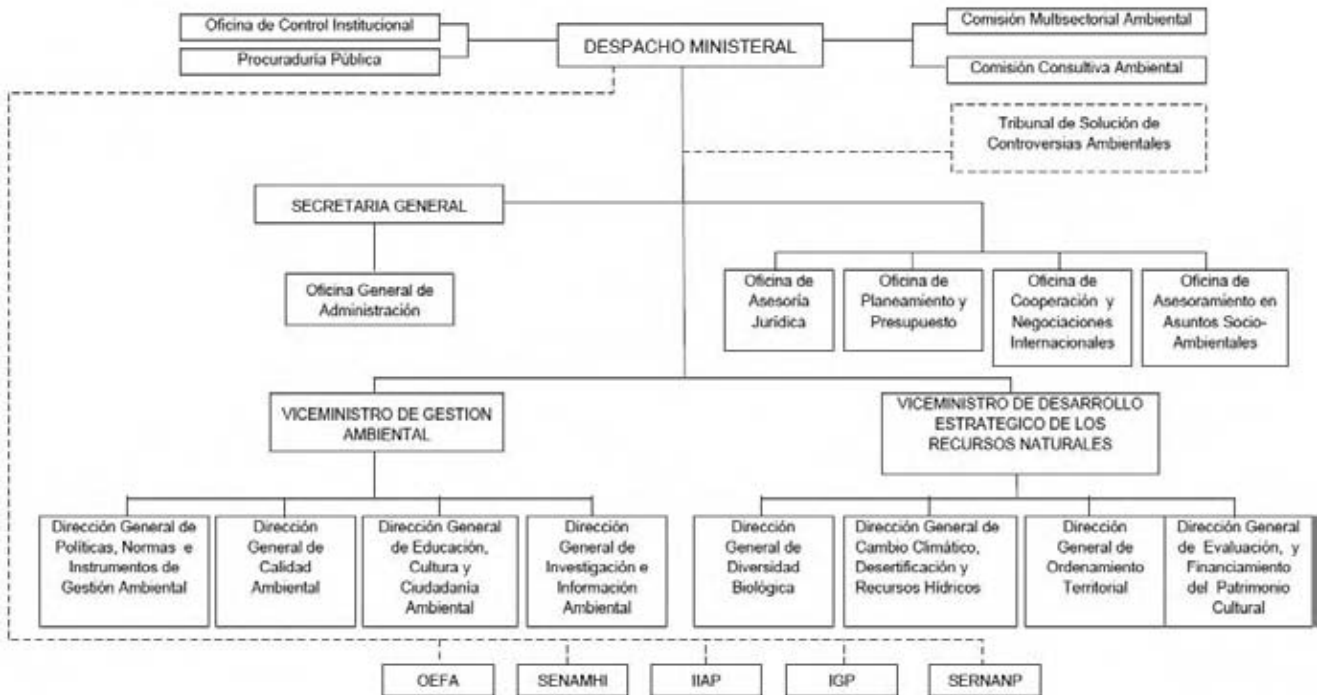 Oficina de Control Institucional
Procuraduría Pública
DESPACHO MINISTERAL
Comisión Multisectorial Ambiental
Comisión Consultiva Ambiental
Tribunal de Solución de
Controversias Ambientales
SECRETARIA GENERAL
Oficina General de
Administración
Oficina de
Asesoría
Jurídica
Oficina de
Planeamiento y
Presupuesto
Oficina de
Cooperación y
Negociaciones
Internacionales
Oficina de
Asesoramiento en
Asuntos Socio-
Ambientales
VICEMINISTRO DE GESTION
AMBIENTAL
VICEMINISTRO DE DESARROLLO
ESTRATEGICO DE LOS
RECURSOS NATURALES
Dirección General de
Políticas, Normas e
Instrumentos de
Gestión Ambiental
Dirección
General de
Calidad
Ambiental
Dirección General
de Educación,
Cultura y
Ciudadanía
Ambiental
Dirección
General de
Investigación e
Información
Ambiental
Dirección
General de
Diversidad
Biológica
Dirección General de
Cambio Climático,
Desertificación y
Recursos Hídricos
Dirección
General de
Ordenamiento
Territorial
Dirección General
de Evaluación, y
Financiamiento
del Patrimonio
Cultural
OEFA
SENAMHI
IIAP
IGP
SERNANP